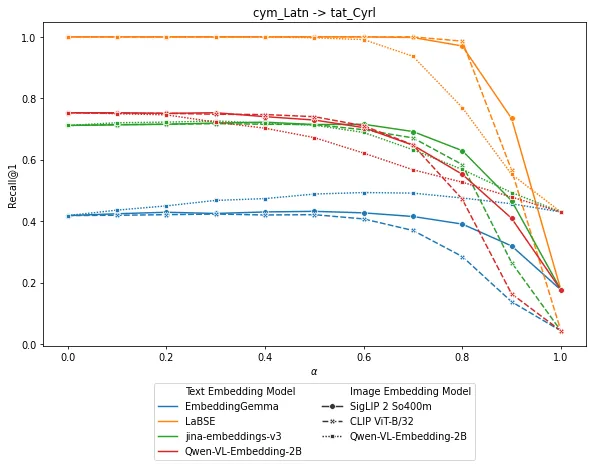 cym_Latn -> tat_Cyrl
Recall@1
1.0
0.8
0.6
0.4
0.2
0.0
0.0 0.2 0.4 0.6 0.8 1.0
α
Text Embedding Model
EmbeddingGemma
LaBSE
jina-embeddings-v3
Qwen-VL-Embedding-2B
Image Embedding Model
SigLIP 2 So400m
CLIP ViT-B/32
Qwen-VL-Embedding-2B